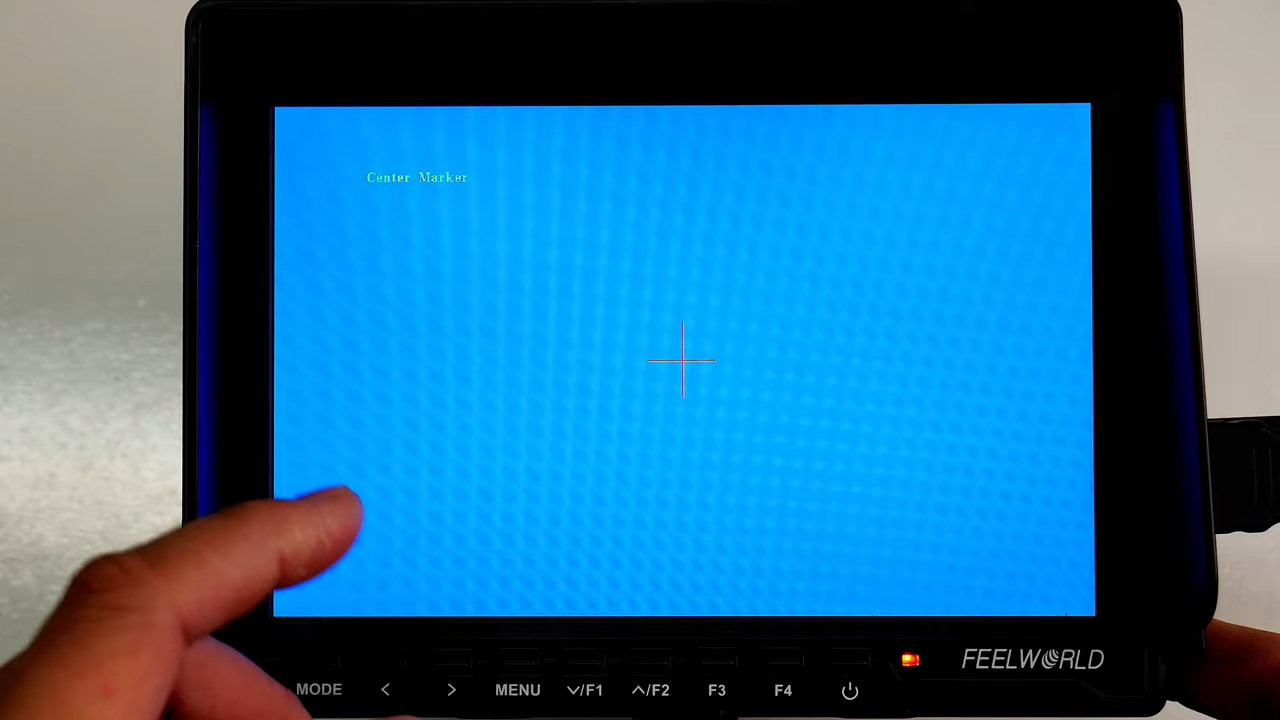 Center Marker
FEELWORLD
MODE < > MENU ∨/F1 ∧/F2 F3 F4